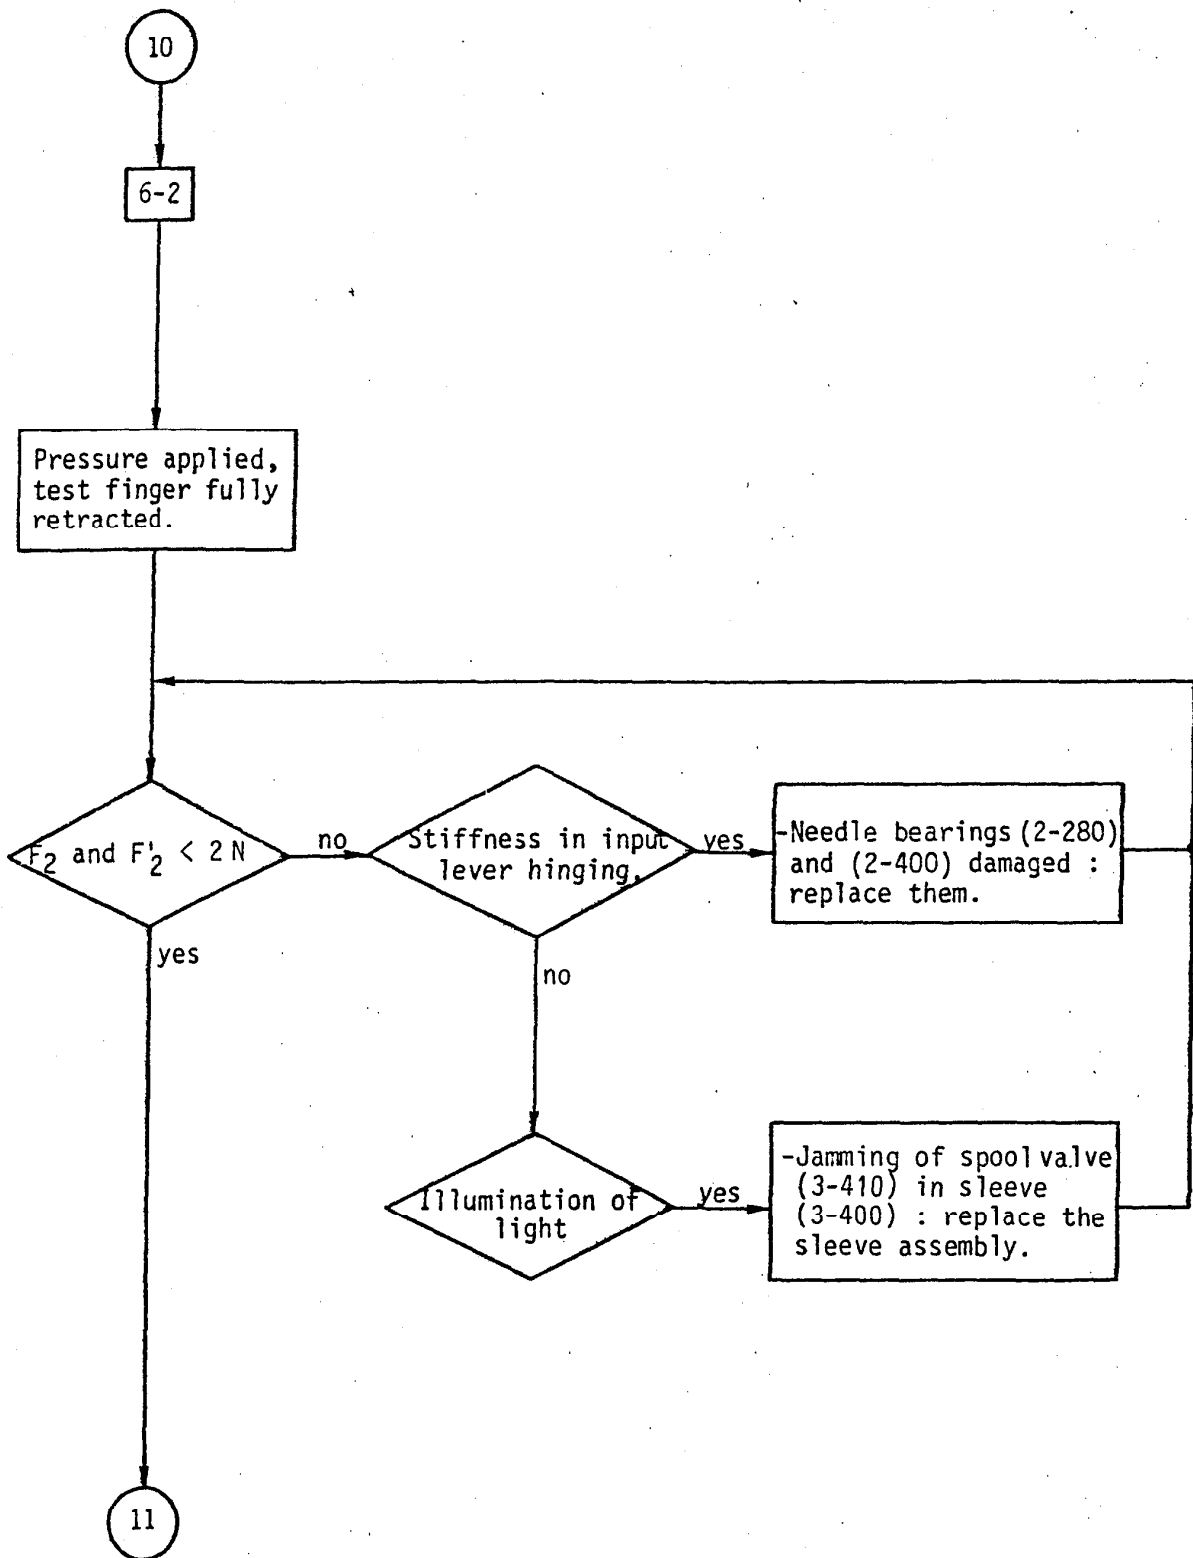 10
6-2
Pressure applied,
test finger fully
retracted.
F2 and F'2 < 2 N
no
Stiffness in input
lever hinging.
yes
-Needle bearings (2-280)
and (2-400) damaged :
replace them.
yes
no
Illumination of
light
yes
-Jamming of spool valve
(3-410) in sleeve
(3-400) : replace the
sleeve assembly.
11